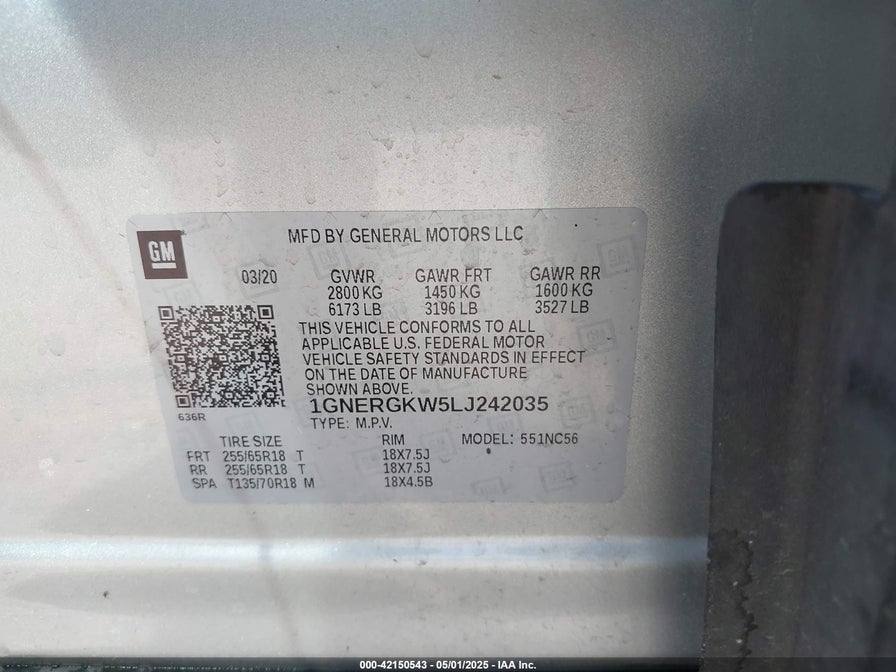 GM
MFD BY GENERAL MOTORS LLC
03/20 GVWR GAWR FRT GAWR RR
2800 KG 1450 KG 1600 KG
6173 LB 3196 LB 3527 LB
THIS VEHICLE CONFORMS TO ALL
APPLICABLE U.S. FEDERAL MOTOR
VEHICLE SAFETY STANDARDS IN EFFECT
ON THE DATE OF MANUFACTURE
SHOWN ABOVE.
636R
1GNERGKW5LJ242035
TYPE: M.P.V.
TIRE SIZE RIM MODEL: 551NC56
FRT 255/65R18 T 18X7.5J
RR 255/65R18 T 18X7.5J
SPA T135/70R18 M 18X4.5B
000-42150543 - 05/01/2025 - IAA Inc.